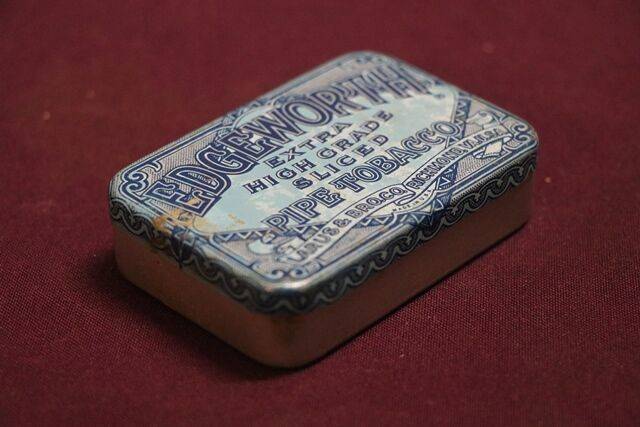 EDGEWORTH
EXTRA
HIGH GRADE
SLICED
PIPE TOBACCO
LARUS & BRO. CO. RICHMOND, VA. U.S.A.